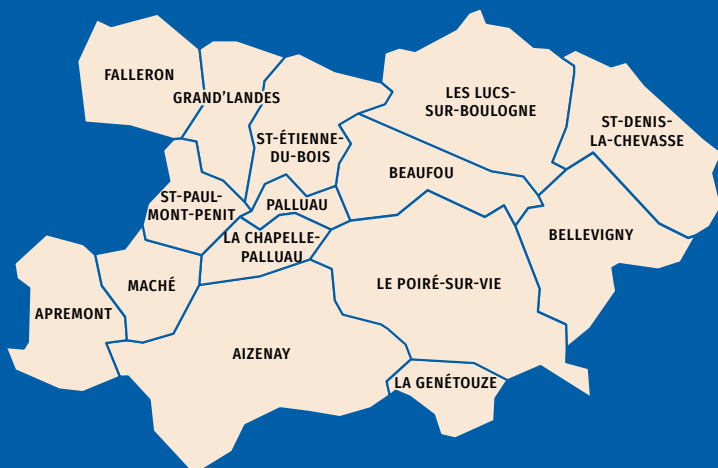 FALLERON
GRAND'LANDES
LES LUCS-
SUR-BOULOGNE
ST-DENIS-
LA-CHEVASSE
ST-ÉTIENNE-
DU-BOIS
BEAUFOU
ST-PAUL-
MONT-PENIT
PALLUAU
LA CHAPELLE-
PALLUAU
BELLEVIGNY
MACHÉ
LE POIRÉ-SUR-VIE
APREMONT
AIZENAY
LA GENÉTOUZE